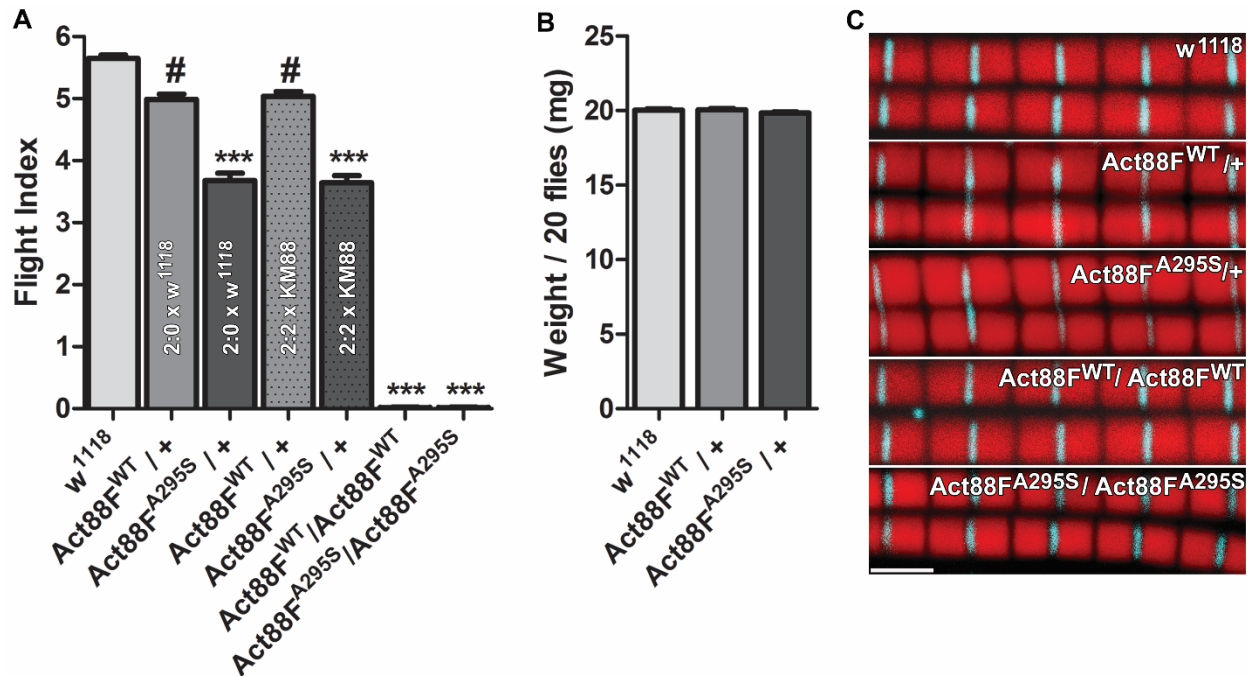 A
Flight Index
6
5
4
3
2
1
0
#
***
#
***
***
***
2:0 x w1118
2:0 x w1118
2:2 x KM88
2:2 x KM88
w1118
Act88FWT / +
Act88FA295S / +
Act88FWT / +
Act88FA295S / +
Act88FWT/Act88FWT
Act88FA295S/Act88FA295S
B
Weight / 20 flies (mg)
25
20
15
10
5
0
w1118
Act88FWT / +
Act88FA295S / +
C
w1118
Act88FWT /+
Act88FA295S/+
Act88FWT/ Act88FWT
Act88FA295S/ Act88FA295S